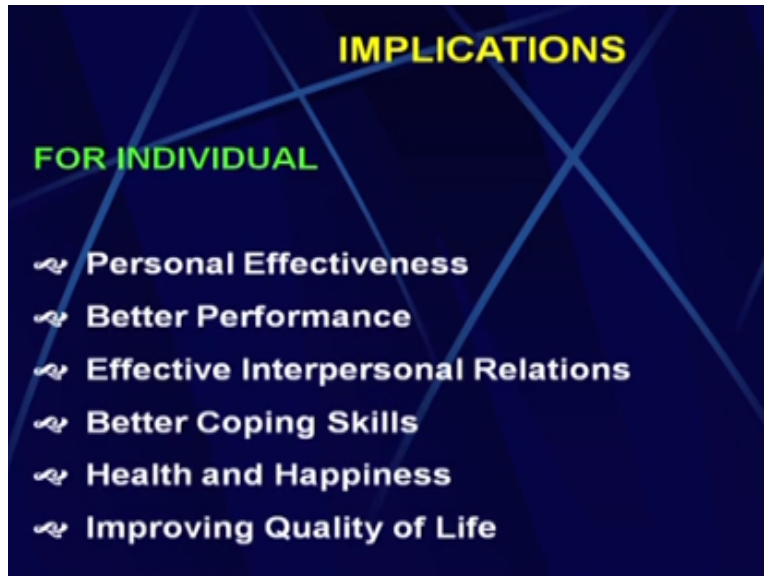 IMPLICATIONS
FOR INDIVIDUAL
Personal Effectiveness
Better Performance
Effective Interpersonal Relations
Better Coping Skills
Health and Happiness
Improving Quality of Life